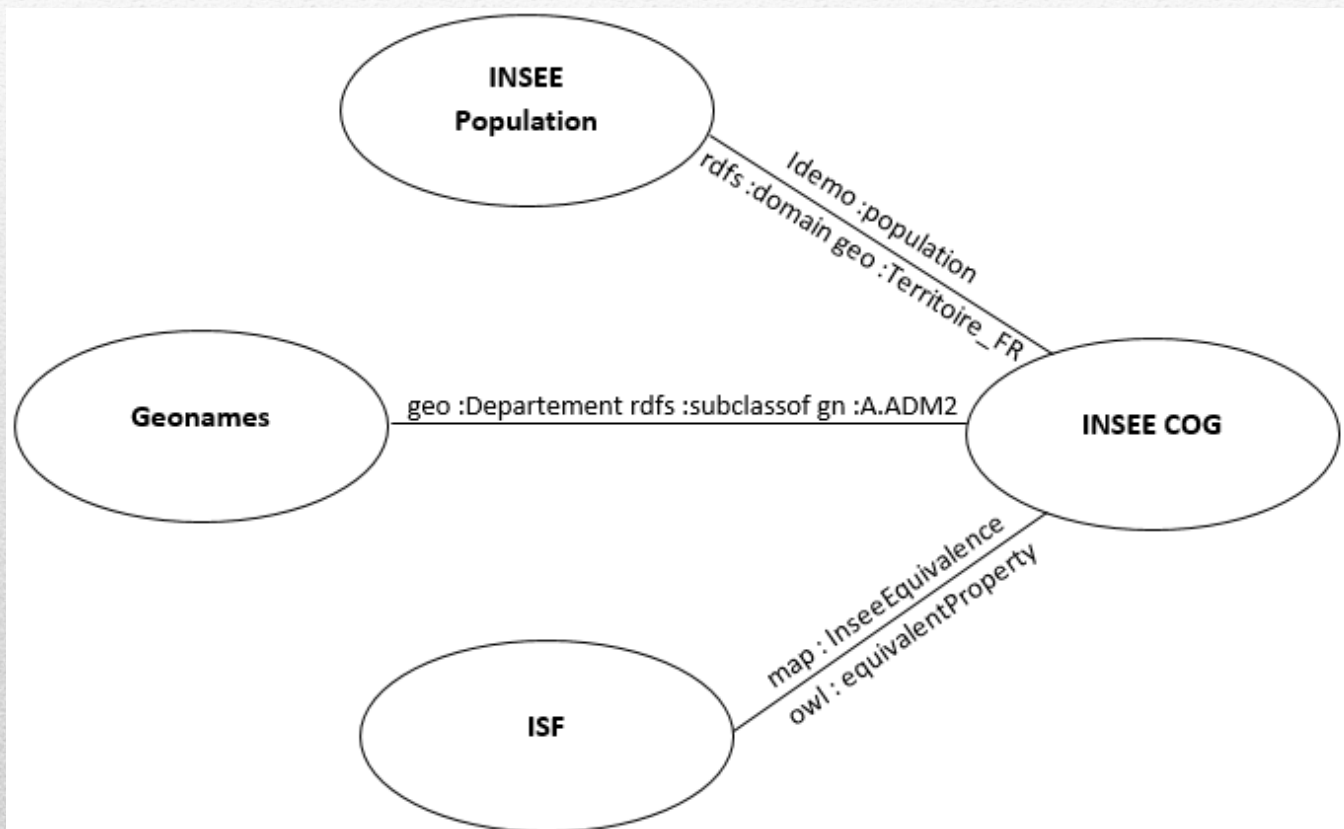 INSEE
Population
Idemo :population
rdfs :domain geo :Territoire_FR
Geonames
geo :Departement rdfs :subclassof gn :A.ADM2
INSEE COG
map : InseeEquivalence
owl : equivalentProperty
ISF